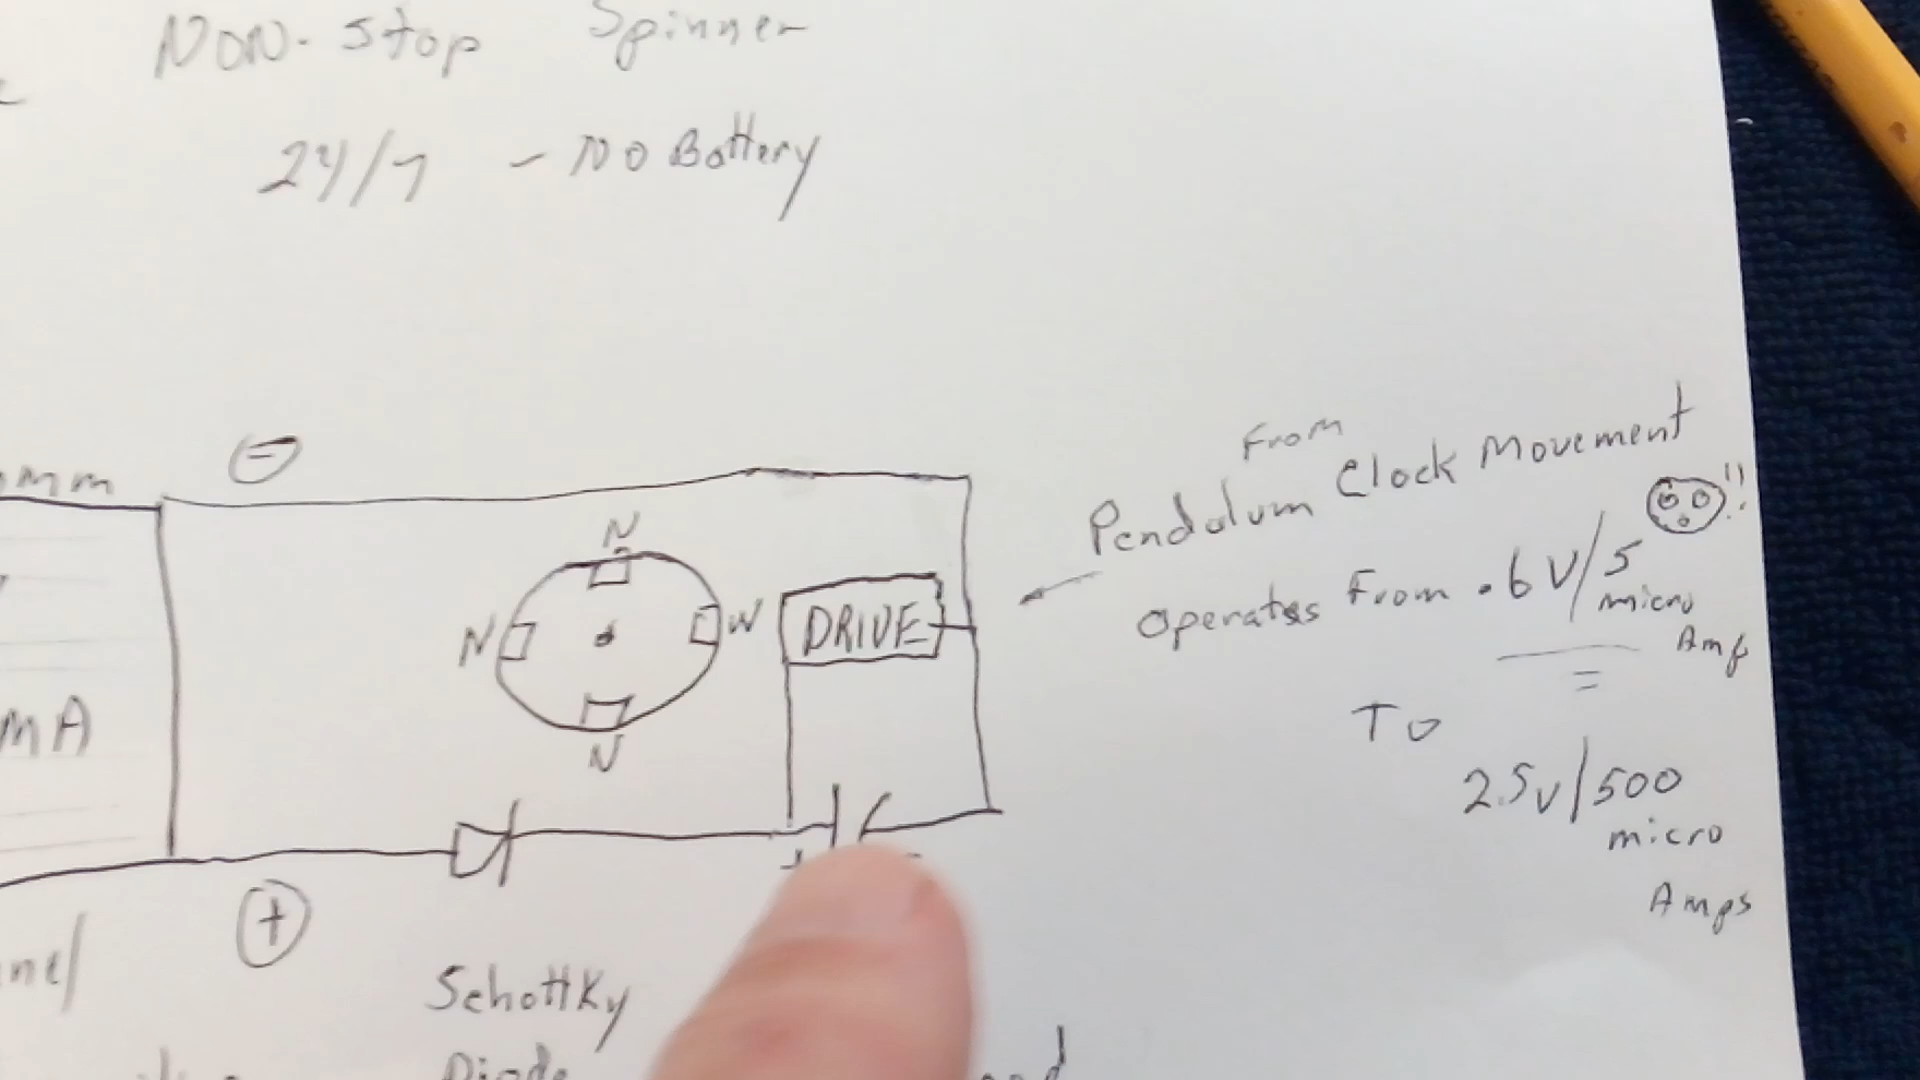 Non-Stop Spinner
24/7 - No Battery
From
Pendulum Clock Movement
operates From .6V/5
micro
Amp
To
2.5v/500
micro
Amps
mm
⊖
N
N
W
DRIVE
N
mA
+
-
⊕
nel
Schottky
Diode